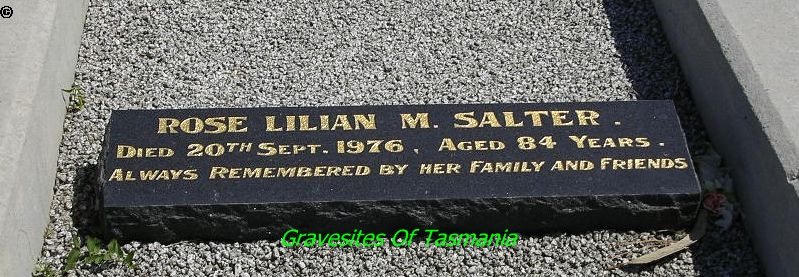 ©
ROSE LILIAN M. SALTER.
DIED 20TH SEPT. 1976, AGED 84 YEARS.
ALWAYS REMEMBERED BY HER FAMILY AND FRIENDS
Gravesites Of Tasmania